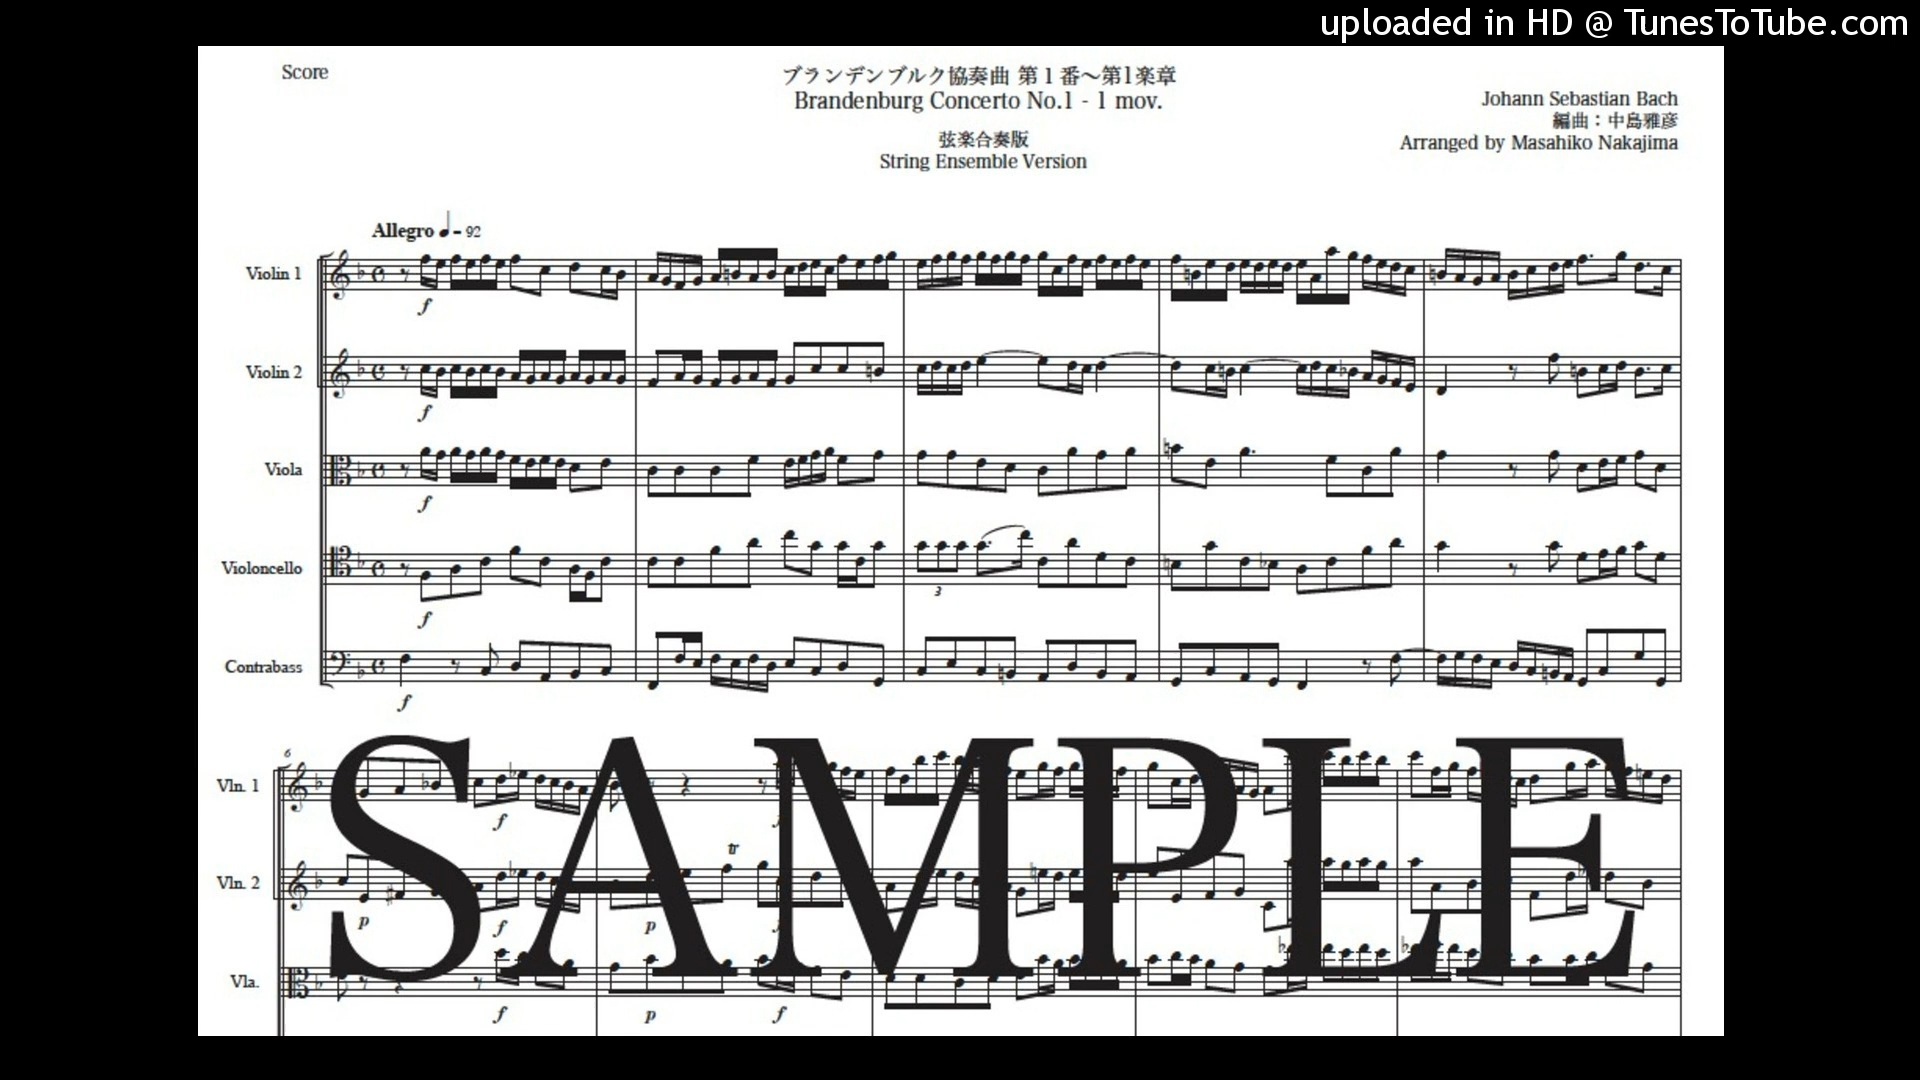 uploaded in HD @ TunesToTube.com
Score
ブランデンブルク協奏曲 第1番〜第1楽章
Brandenburg Concerto No.1 - 1 mov.
弦楽合奏版
String Ensemble Version
Johann Sebastian Bach
編曲：中島雅彦
Arranged by Masahiko Nakajima
Allegro ♩= 92
Violin 1
f
Violin 2
f
Viola
f
Violoncello
f
3
Contrabass
f
SAMPLE
6
Vln. 1
f
tr
Vln. 2
p
f
p
Vla.
f
p
f